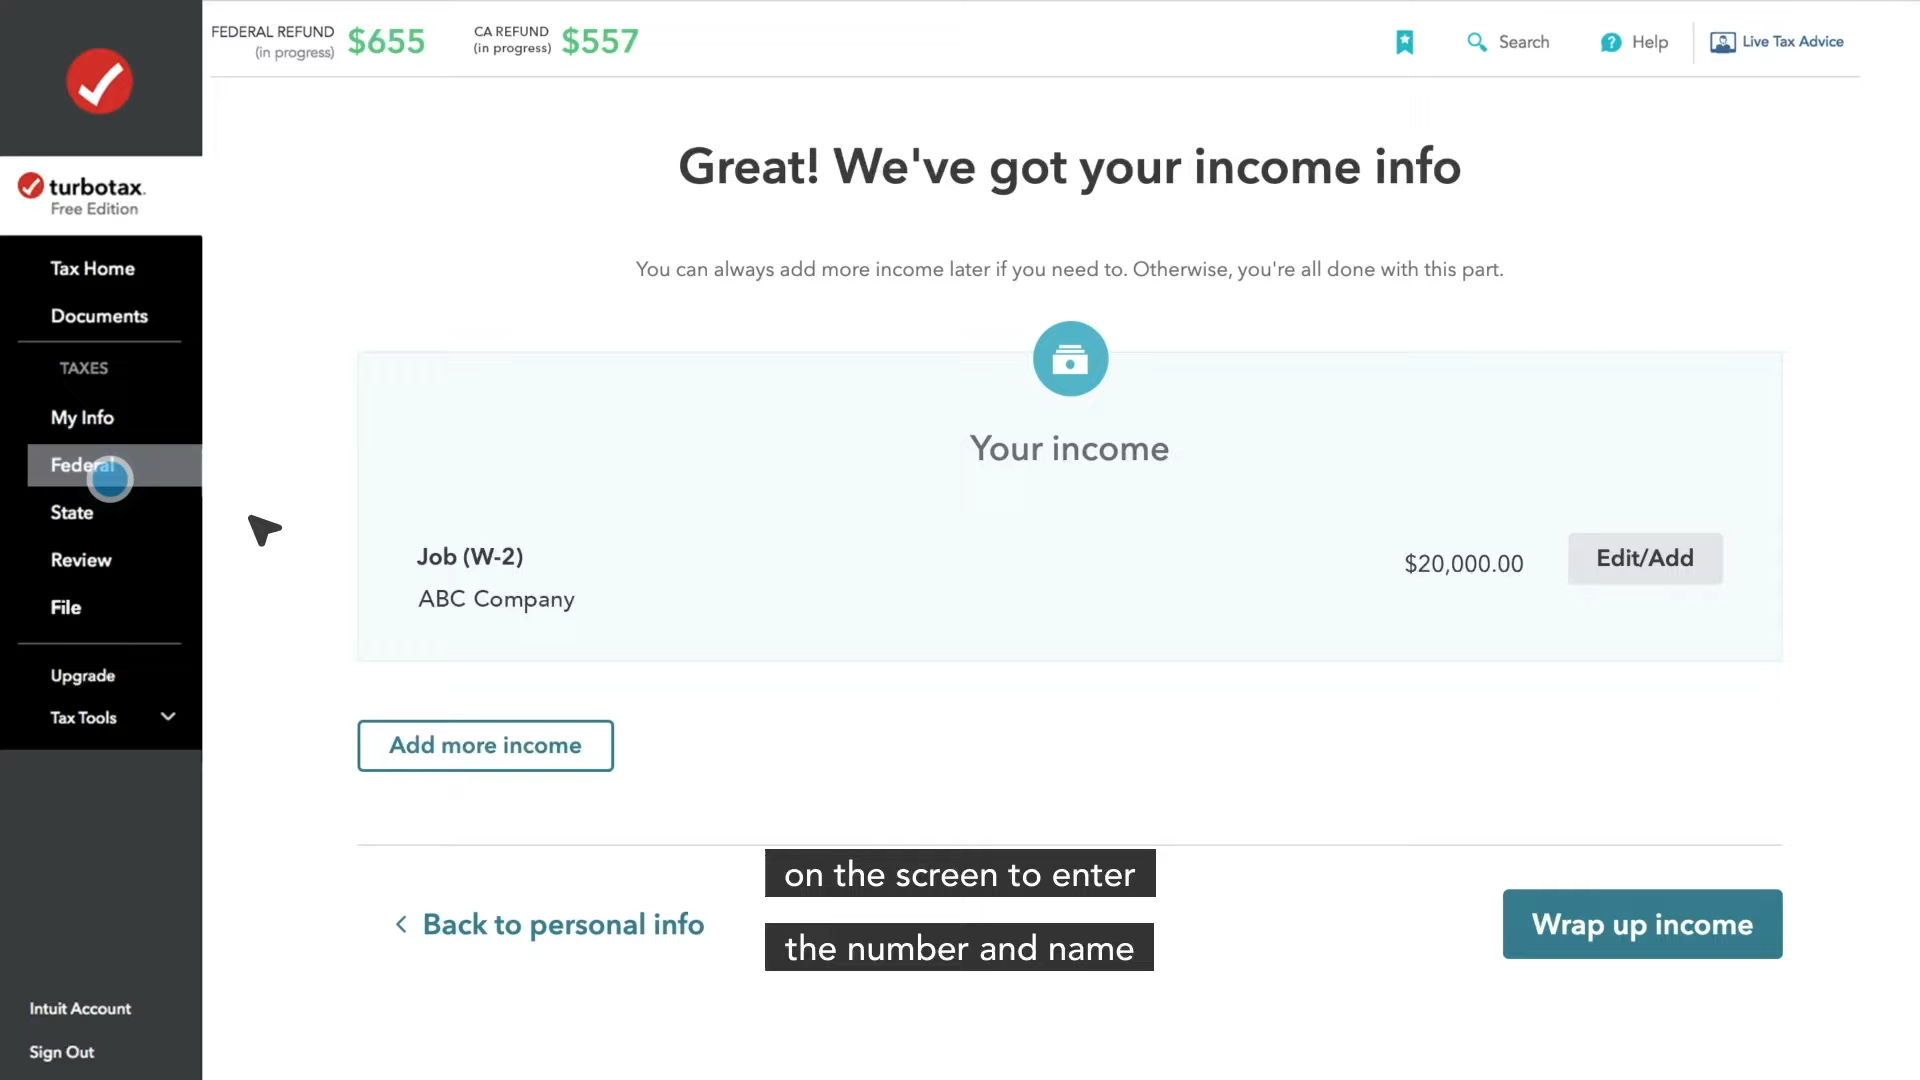 FEDERAL REFUND
(in progress)
$655
CA REFUND
(in progress)
$557
Search
Help
Live Tax Advice
turbotax.
Free Edition
Tax Home
Documents
TAXES
My Info
Federal
State
Review
File
Upgrade
Tax Tools
Intuit Account
Sign Out
Great! We've got your income info
You can always add more income later if you need to. Otherwise, you're all done with this part.
Your income
Job (W-2)
ABC Company
$20,000.00
Edit/Add
Add more income
Back to personal info
Wrap up income
on the screen to enter
the number and name